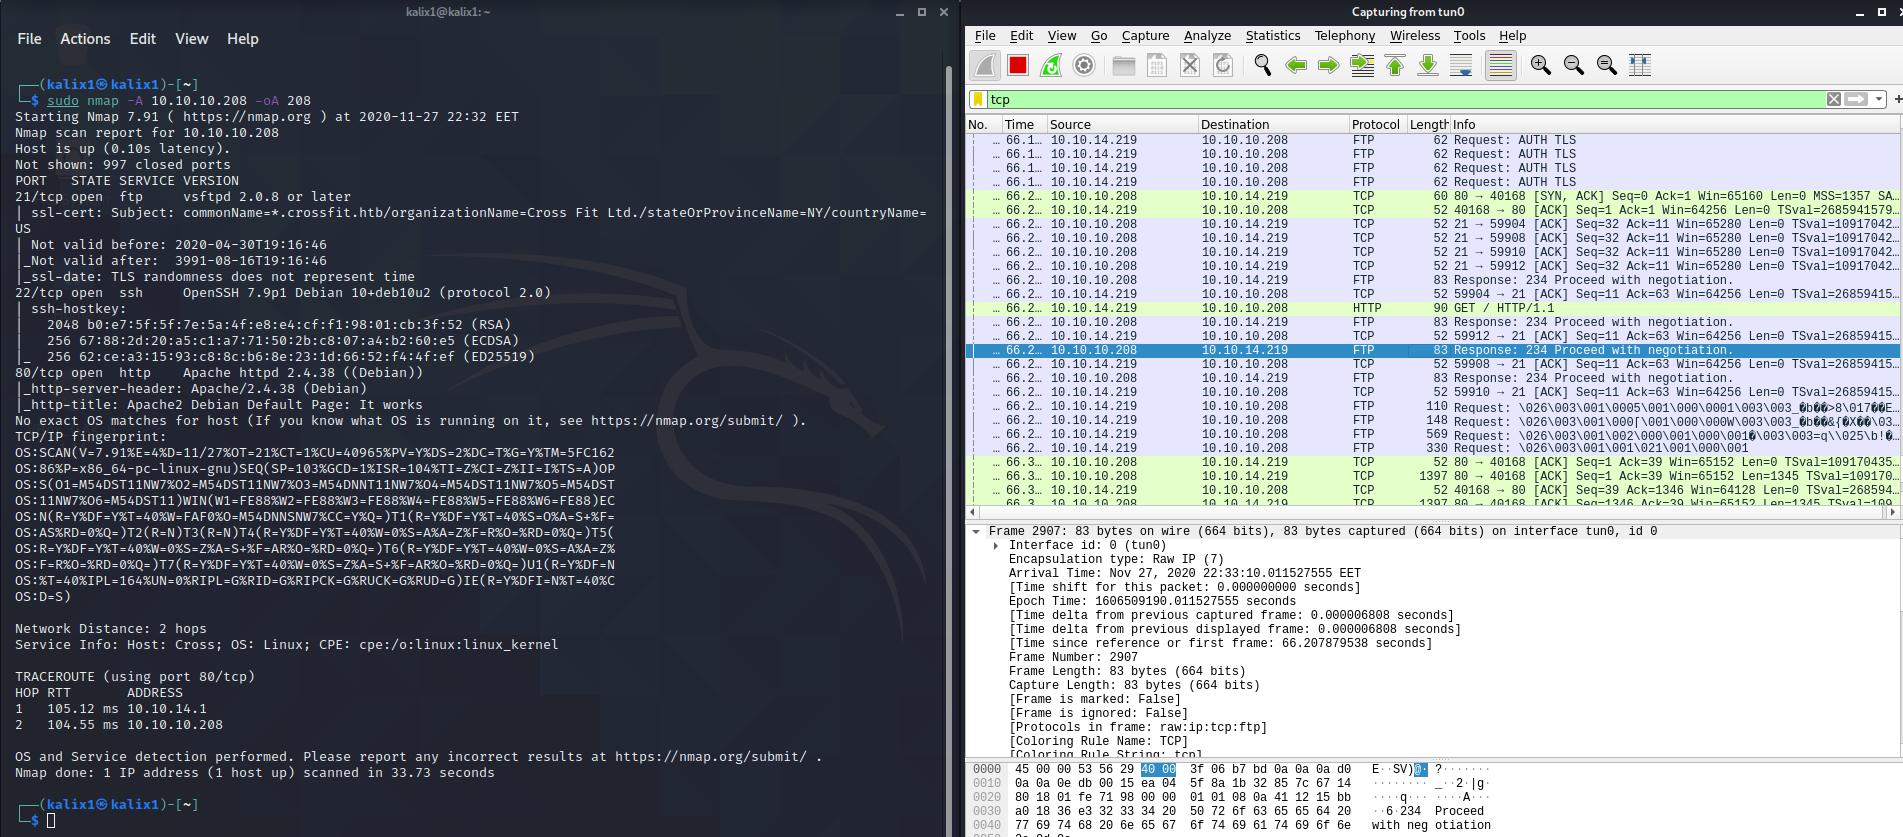 kalix1@kalix1: ~
File Actions Edit View Help
┌──(kalix1㉿kalix1)-[~]
└─$ sudo nmap -A 10.10.10.208 -oA 208
Starting Nmap 7.91 ( https://nmap.org ) at 2020-11-27 22:32 EET
Nmap scan report for 10.10.10.208
Host is up (0.10s latency).
Not shown: 997 closed ports
PORT   STATE SERVICE VERSION
21/tcp open  ftp     vsftpd 2.0.8 or later
| ssl-cert: Subject: commonName=*.crossfit.htb/organizationName=Cross Fit Ltd./stateOrProvinceName=NY/countryName=
US
| Not valid before: 2020-04-30T19:16:46
|_Not valid after:  3991-08-16T19:16:46
|_ssl-date: TLS randomness does not represent time
22/tcp open  ssh     OpenSSH 7.9p1 Debian 10+deb10u2 (protocol 2.0)
| ssh-hostkey:
|   2048 b0:e7:5f:5f:7e:5a:4f:e8:e4:cf:f1:98:01:cb:3f:52 (RSA)
|   256 67:88:2d:20:a5:c1:a7:71:50:2b:c8:07:a4:b2:60:e5 (ECDSA)
|_  256 62:ce:a3:15:93:c8:8c:b6:8e:23:1d:66:52:f4:4f:ef (ED25519)
80/tcp open  http    Apache httpd 2.4.38 ((Debian))
|_http-server-header: Apache/2.4.38 (Debian)
|_http-title: Apache2 Debian Default Page: It works
No exact OS matches for host (If you know what OS is running on it, see https://nmap.org/submit/ ).
TCP/IP fingerprint:
OS:SCAN(V=7.91%E=4%D=11/27%OT=21%CT=1%CU=40965%PV=Y%DS=2%DC=T%G=Y%TM=5FC162
OS:86%P=x86_64-pc-linux-gnu)SEQ(SP=103%GCD=1%ISR=104%TI=Z%CI=Z%II=I%TS=A)OP
OS:S(O1=M54DST11NW7%O2=M54DST11NW7%O3=M54DNNT11NW7%O4=M54DST11NW7%O5=M54DST
OS:11NW7%O6=M54DST11)WIN(W1=FE88%W2=FE88%W3=FE88%W4=FE88%W5=FE88%W6=FE88)EC
OS:N(R=Y%DF=Y%T=40%W=FAF0%O=M54DNNSNW7%CC=Y%Q=)T1(R=Y%DF=Y%T=40%S=O%A=S+%F=
OS:AS%RD=0%Q=)T2(R=N)T3(R=N)T4(R=Y%DF=Y%T=40%W=0%S=A%A=Z%F=R%O=%RD=0%Q=)T5(
OS:R=Y%DF=Y%T=40%W=0%S=Z%A=S+%F=AR%O=%RD=0%Q=)T6(R=Y%DF=Y%T=40%W=0%S=A%A=Z%
OS:F=R%O=%RD=0%Q=)T7(R=Y%DF=Y%T=40%W=0%S=Z%A=S+%F=AR%O=%RD=0%Q=)U1(R=Y%DF=N
OS:%T=40%IPL=164%UN=0%RIPL=G%RID=G%RIPCK=G%RUCK=G%RUD=G)IE(R=Y%DFI=N%T=40%C
OS:D=S)
Network Distance: 2 hops
Service Info: Host: Cross; OS: Linux; CPE: cpe:/o:linux:linux_kernel
TRACEROUTE (using port 80/tcp)
HOP RTT       ADDRESS
1   105.12 ms 10.10.14.1
2   104.55 ms 10.10.10.208
OS and Service detection performed. Please report any incorrect results at https://nmap.org/submit/ .
Nmap done: 1 IP address (1 host up) scanned in 33.73 seconds
┌──(kalix1㉿kalix1)-[~]
└─$
Capturing from tun0
File Edit View Go Capture Analyze Statistics Telephony Wireless Tools Help
tcp
No. Time Source Destination Protocol Length Info
… 66.1… 10.10.14.219 10.10.10.208 FTP 62 Request: AUTH TLS
… 66.1… 10.10.14.219 10.10.10.208 FTP 62 Request: AUTH TLS
… 66.1… 10.10.14.219 10.10.10.208 FTP 62 Request: AUTH TLS
… 66.1… 10.10.14.219 10.10.10.208 FTP 62 Request: AUTH TLS
… 66.2… 10.10.10.208 10.10.14.219 TCP 60 80 → 40168 [SYN, ACK] Seq=0 Ack=1 Win=65160 Len=0 MSS=1357 SA…
… 66.2… 10.10.14.219 10.10.10.208 TCP 52 40168 → 80 [ACK] Seq=1 Ack=1 Win=64256 Len=0 TSval=2685941579…
… 66.2… 10.10.10.208 10.10.14.219 TCP 52 21 → 59904 [ACK] Seq=32 Ack=11 Win=65280 Len=0 TSval=10917042…
… 66.2… 10.10.10.208 10.10.14.219 TCP 52 21 → 59908 [ACK] Seq=32 Ack=11 Win=65280 Len=0 TSval=10917042…
… 66.2… 10.10.10.208 10.10.14.219 TCP 52 21 → 59910 [ACK] Seq=32 Ack=11 Win=65280 Len=0 TSval=10917042…
… 66.2… 10.10.10.208 10.10.14.219 TCP 52 21 → 59912 [ACK] Seq=32 Ack=11 Win=65280 Len=0 TSval=10917042…
… 66.2… 10.10.10.208 10.10.14.219 FTP 83 Response: 234 Proceed with negotiation.
… 66.2… 10.10.14.219 10.10.10.208 TCP 52 59904 → 21 [ACK] Seq=11 Ack=63 Win=64256 Len=0 TSval=26859415…
… 66.2… 10.10.14.219 10.10.10.208 HTTP 90 GET / HTTP/1.1
… 66.2… 10.10.10.208 10.10.14.219 FTP 83 Response: 234 Proceed with negotiation.
… 66.2… 10.10.14.219 10.10.10.208 TCP 52 59912 → 21 [ACK] Seq=11 Ack=63 Win=64256 Len=0 TSval=26859415…
… 66.2… 10.10.10.208 10.10.14.219 FTP 83 Response: 234 Proceed with negotiation.
… 66.2… 10.10.14.219 10.10.10.208 TCP 52 59908 → 21 [ACK] Seq=11 Ack=63 Win=64256 Len=0 TSval=26859415…
… 66.2… 10.10.10.208 10.10.14.219 FTP 83 Response: 234 Proceed with negotiation.
… 66.2… 10.10.14.219 10.10.10.208 TCP 52 59910 → 21 [ACK] Seq=11 Ack=63 Win=64256 Len=0 TSval=26859415…
… 66.2… 10.10.14.219 10.10.10.208 FTP 110 Request: \026\003\001\0005\001\000\0001\003\003_�b��>8\017��E…
… 66.2… 10.10.14.219 10.10.10.208 FTP 148 Request: \026\003\001\000[\001\000\000W\003\003_�b��&{�X��\03…
… 66.2… 10.10.14.219 10.10.10.208 FTP 569 Request: \026\003\001\002\000\001\000\001�\003\003=q\\025\b!�…
… 66.2… 10.10.14.219 10.10.10.208 FTP 330 Request: \026\003\001\001\021\001\000\001
… 66.3… 10.10.10.208 10.10.14.219 TCP 52 80 → 40168 [ACK] Seq=1 Ack=39 Win=65152 Len=0 TSval=109170435…
… 66.3… 10.10.10.208 10.10.14.219 TCP 1397 80 → 40168 [ACK] Seq=1 Ack=39 Win=65152 Len=1345 TSval=109170…
… 66.3… 10.10.14.219 10.10.10.208 TCP 52 40168 → 80 [ACK] Seq=39 Ack=1346 Win=64128 Len=0 TSval=268594…
… 66.3… 10.10.10.208 10.10.14.219 TCP 1397 80 → 40168 [ACK] Seq=1346 Ack=39 Win=65152 Len=1345 TSval=109…
Frame 2907: 83 bytes on wire (664 bits), 83 bytes captured (664 bits) on interface tun0, id 0
Interface id: 0 (tun0)
Encapsulation type: Raw IP (7)
Arrival Time: Nov 27, 2020 22:33:10.011527555 EET
[Time shift for this packet: 0.000000000 seconds]
Epoch Time: 1606509190.011527555 seconds
[Time delta from previous captured frame: 0.000006808 seconds]
[Time delta from previous displayed frame: 0.000006808 seconds]
[Time since reference or first frame: 66.207879538 seconds]
Frame Number: 2907
Frame Length: 83 bytes (664 bits)
Capture Length: 83 bytes (664 bits)
[Frame is marked: False]
[Frame is ignored: False]
[Protocols in frame: raw:ip:tcp:ftp]
[Coloring Rule Name: TCP]
[Coloring Rule String: tcp]
0000 45 00 00 53 56 29 40 00 3f 06 b7 bd 0a 0a 0a d0 E··SV)@· ?·······
0010 0a 0a 0e db 00 15 ea 04 5f 8a 1b 32 85 7c 67 14 ········ _··2·|g·
0020 80 18 01 fe 71 98 00 00 01 01 08 0a 41 12 15 bb ····q··· ····A···
0030 a0 18 36 e3 32 33 34 20 50 72 6f 63 65 65 64 20 ··6·234 Proceed
0040 77 69 74 68 20 6e 65 67 6f 74 69 61 74 69 6f 6e with neg otiation